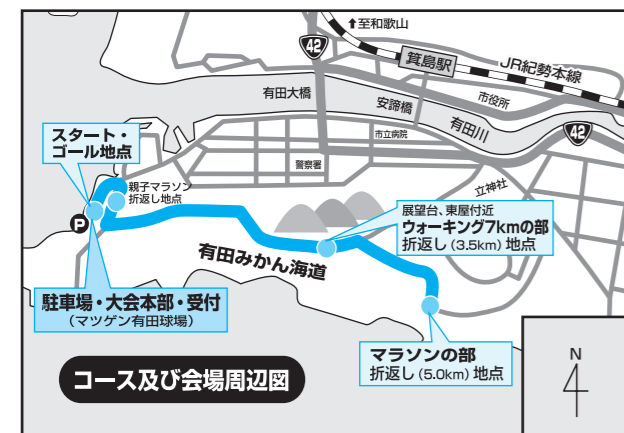 ↑至和歌山
42
箕島駅
JR紀勢本線
有田大橋
安諦橋
市役所
有田川
42
市立病院
スタート・
ゴール地点
警察署
親子マラソン
折返し地点
立神社
P
展望台、東屋付近
ウォーキング7kmの部
折返し(3.5km)地点
有田みかん海道
駐車場・大会本部・受付
(マツゲン有田球場)
マラソンの部
折返し(5.0km)地点
コース及び会場周辺図
N
4